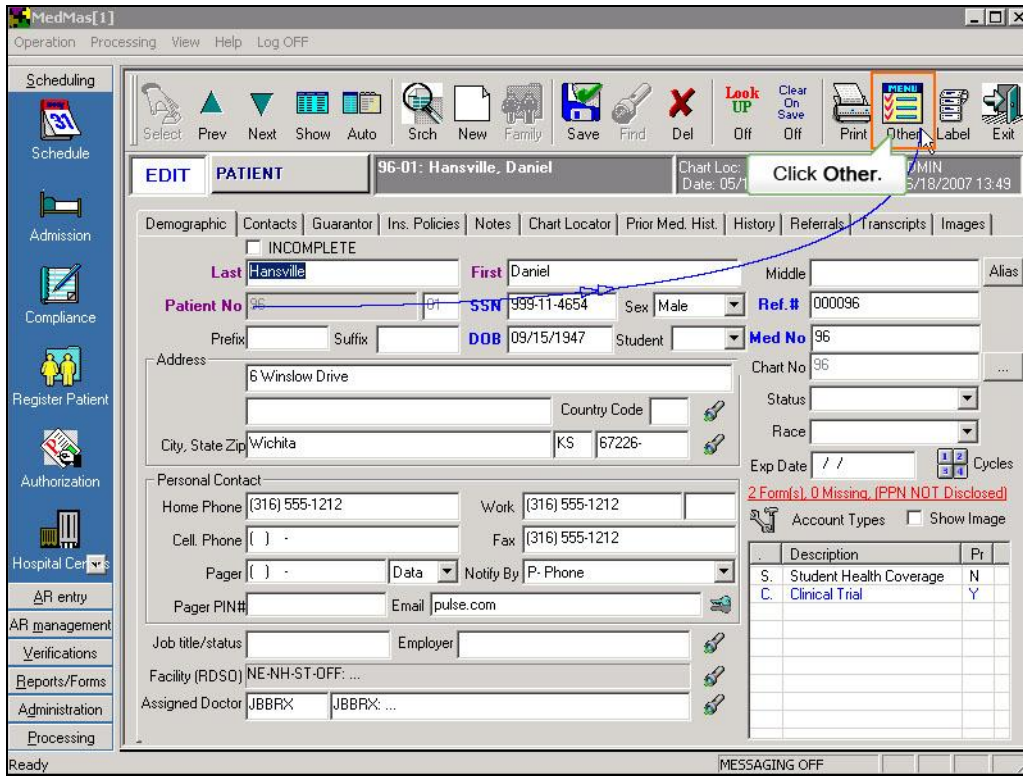 MedMas[1]
Operation Processing View Help Log OFF
Scheduling
Schedule
Admission
Compliance
Register Patient
Authorization
AR entry
AR management
Verifications
Reports/Forms
Administration
Processing
Select Prev Next Show Auto Srch New Family Save Find Del
Look UP Off
Clear On Save Off
MENU
Print Other Label Exit
Click Other.
EDIT PATIENT
96-01: Hansville, Daniel
Chart Loc:
Date: 05/1
/18/2007 13:49
Demographic Contacts Guarantor Ins. Policies Notes Chart Locator Prior Med. Hist. History Referrals Transcripts Images
INCOMPLETE
Last Hansville First Daniel Middle Alias
Patient No 96 01 SSN 999-11-4654 Sex Male Ref.# 000096
Prefix Suffix DOB 09/15/1947 Student Med No 96
Address
6 Winslow Drive
Chart No 96 ...
Country Code
Status
City, State Zip Wichita KS 67226-
Race
Exp Date / / 1 2 3 4 Cycles
Personal Contact
Home Phone (316) 555-1212 Work (316) 555-1212
Cell. Phone ( ) - Fax (316) 555-1212
Pager ( ) - Data Notify By P- Phone
Pager PIN# Email pulse.com
2 Form(s), 0 Missing, (PPN NOT Disclosed)
Account Types Show Image
. Description Pr
S. Student Health Coverage N
C. Clinical Trial Y
Job title/status Employer
Facility (RDSO) NE-NH-ST-OFF: ...
Assigned Doctor JBBRX JBBRX: ...
Ready MESSAGING OFF